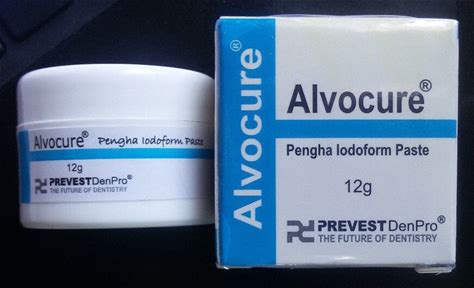 Alvocure®
Pengha Iodoform Paste
12g
PREVESTDenPro®
THE FUTURE OF DENTISTRY
Alvocure®
Alvocure®
Pengha Iodoform Paste
12g
PREVESTDenPro®
THE FUTURE OF DENTISTRY